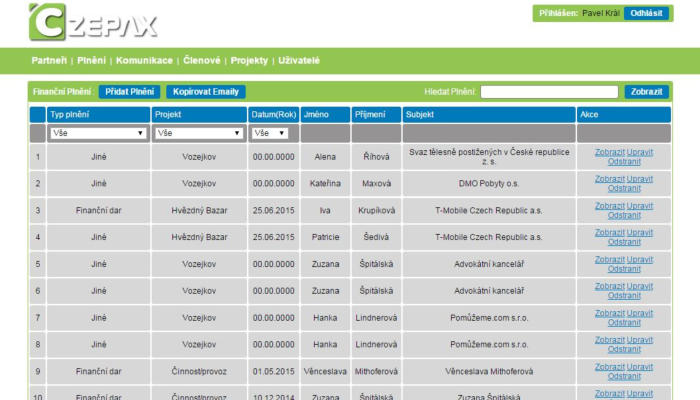 CZEPAX
Přihlášen: Pavel Král Odhlásit
Partneři | Plnění | Komunikace | Členové | Projekty | Uživatelé
Finanční Plnění : Přidat Plnění Kopírovat Emaily Hledat Plnění: Zobrazit
Typ plnění Projekt Datum(Rok) Jméno Příjmení Subjekt Akce
Vše Vše Vše
1 Jiné Vozejkov 00.00.0000 Alena Říhová Svaz tělesně postižených v České republice z. s. Zobrazit Upravit Odstranit
2 Jiné Vozejkov 00.00.0000 Kateřina Maxová DMO Pobyty o.s. Zobrazit Upravit Odstranit
3 Finanční dar Hvězdný Bazar 25.06.2015 Iva Krupíková T-Mobile Czech Republic a.s. Zobrazit Upravit Odstranit
4 Jiné Hvězdný Bazar 25.06.2015 Patricie Šedivá T-Mobile Czech Republic a.s. Zobrazit Upravit Odstranit
5 Jiné Vozejkov 00.00.0000 Zuzana Špitálská Advokátní kancelář Zobrazit Upravit Odstranit
6 Jiné Vozejkov 00.00.0000 Zuzana Špitálská Advokátní kancelář Zobrazit Upravit Odstranit
7 Jiné Vozejkov 00.00.0000 Hanka Lindnerová Pomůžeme.com s.r.o. Zobrazit Upravit Odstranit
8 Jiné Vozejkov 00.00.0000 Hanka Lindnerová Pomůžeme.com s.r.o. Zobrazit Upravit Odstranit
9 Finanční dar Činnost/provoz 01.05.2015 Věnceslava Mithoferová Věnceslava Mithoferová Zobrazit Upravit Odstranit
10 Finanční dar Činnost/provoz 10.12.2014 Zuzana Špitálská Zuzana Špitálská Zobrazit Upravit